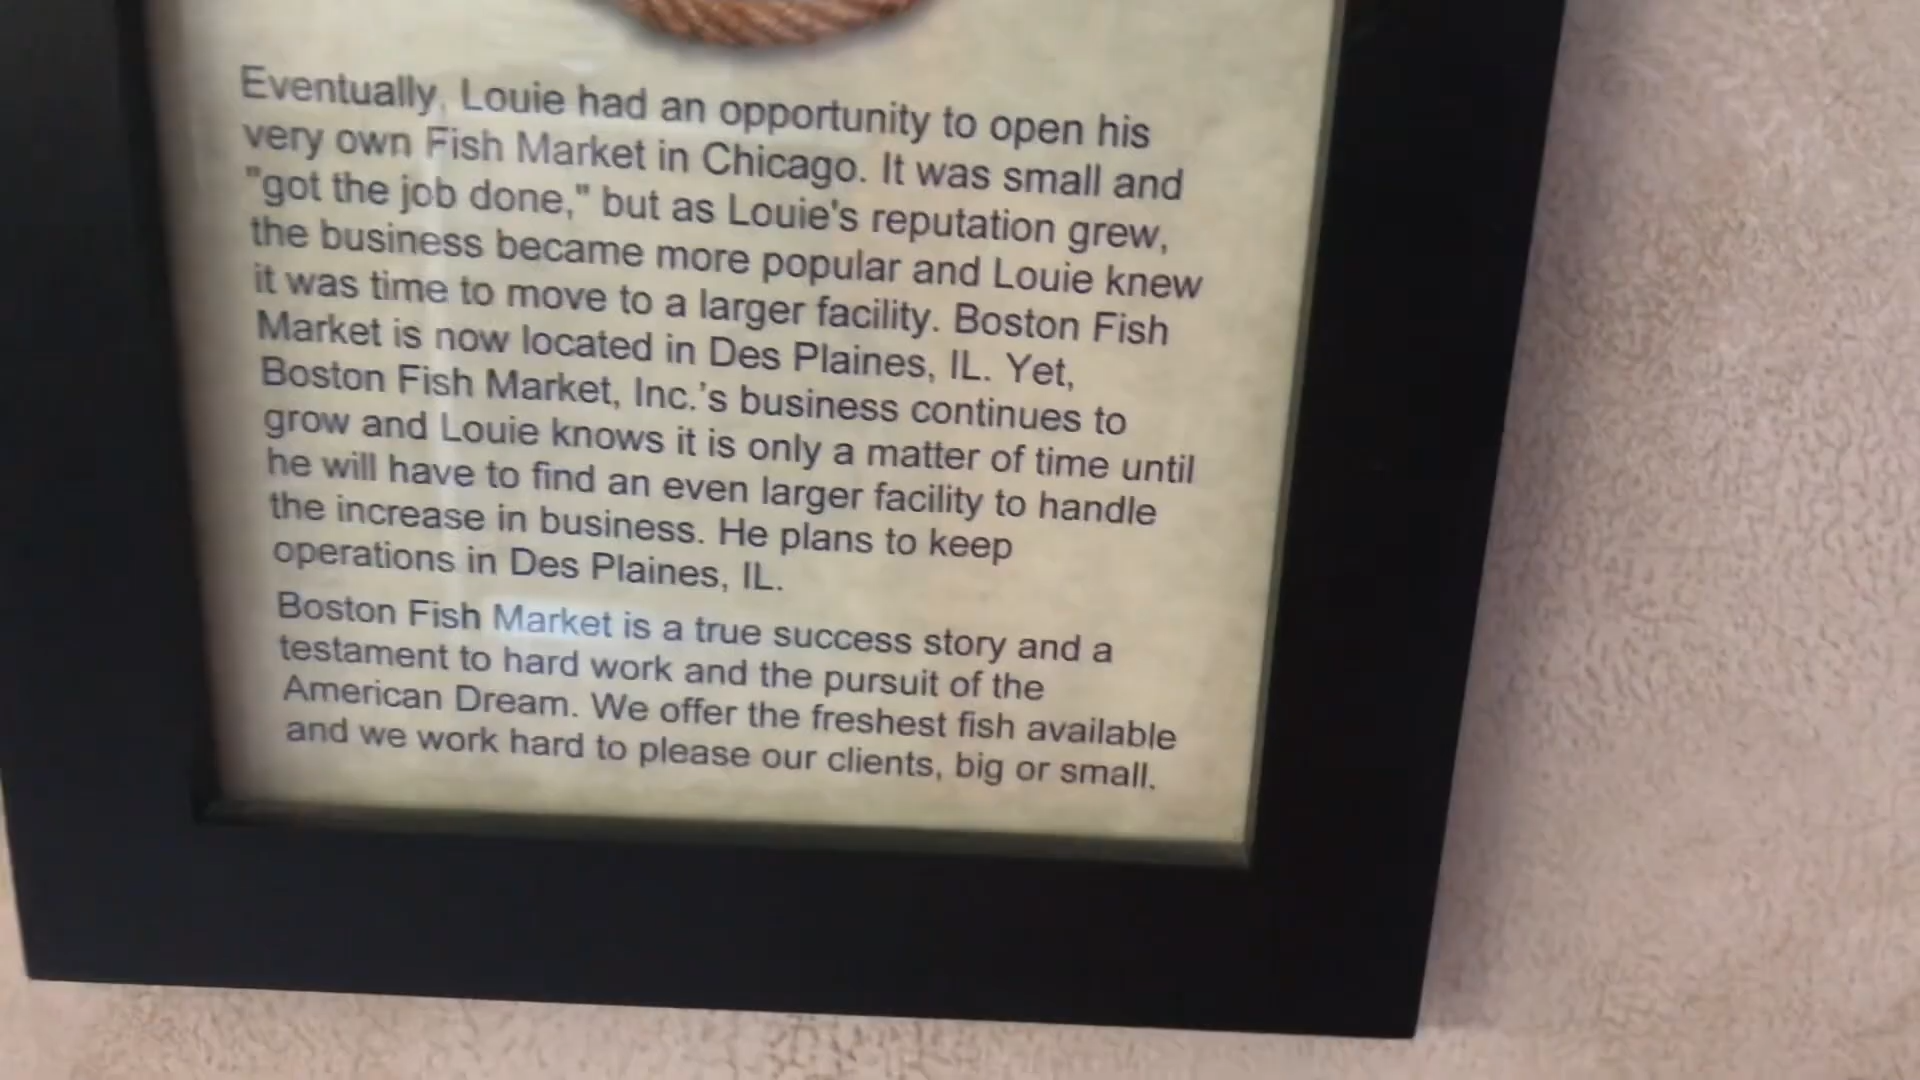 Eventually, Louie had an opportunity to open his
very own Fish Market in Chicago. It was small and
"got the job done," but as Louie's reputation grew,
the business became more popular and Louie knew
it was time to move to a larger facility. Boston Fish
Market is now located in Des Plaines, IL. Yet,
Boston Fish Market, Inc.'s business continues to
grow and Louie knows it is only a matter of time until
he will have to find an even larger facility to handle
the increase in business. He plans to keep
operations in Des Plaines, IL.
Boston Fish Market is a true success story and a
testament to hard work and the pursuit of the
American Dream. We offer the freshest fish available
and we work hard to please our clients, big or small.